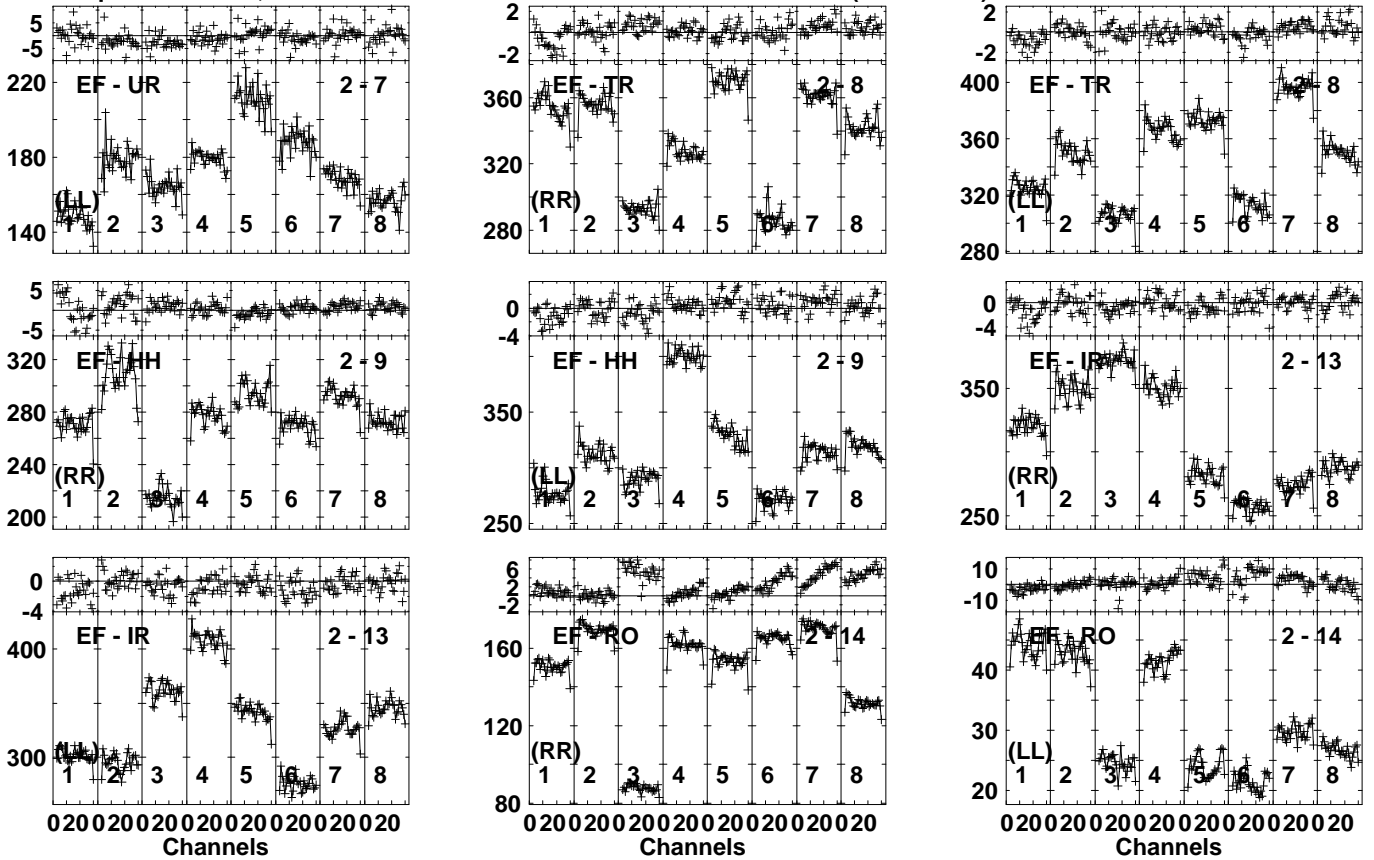 5 -5 220 180 140 EF - UR 2 - 7 (LL) 1 2 3 4 5 6 7 8
2 -2 360 320 280 EF - TR 2 - 8 (RR) 1 2 3 4 5 6 7 8
2 -2 400 360 320 300 280 EF - TR 2 - 8 (LL) 1 2 3 4 5 6 7 8
5 -5 320 280 240 200 EF - HH 2 - 9 (RR) 1 2 3 4 5 6 7 8
0 -4 350 250 EF - HH 2 - 9 (LL) 1 2 3 4 5 6 7 8
0 -4 350 250 EF - IR 2 - 13 (RR) 1 2 3 4 5 6 7 8
0 -4 400 300 EF - IR 2 - 13 (LL) 1 2 3 4 5 6 7 8
6 2 -2 160 120 80 EF - RO 2 - 14 (RR) 1 2 3 4 5 6 7 8
10 -10 40 30 20 EF - RO 2 - 14 (LL) 1 2 3 4 5 6 7 8
0 20 0 20 0 20 0 20 0 20 0 20 0 20 0 20
Channels
0 20 0 20 0 20 0 20 0 20 0 20 0 20 0 20
Channels
0 20 0 20 0 20 0 20 0 20 0 20 0 20 0 20
Channels